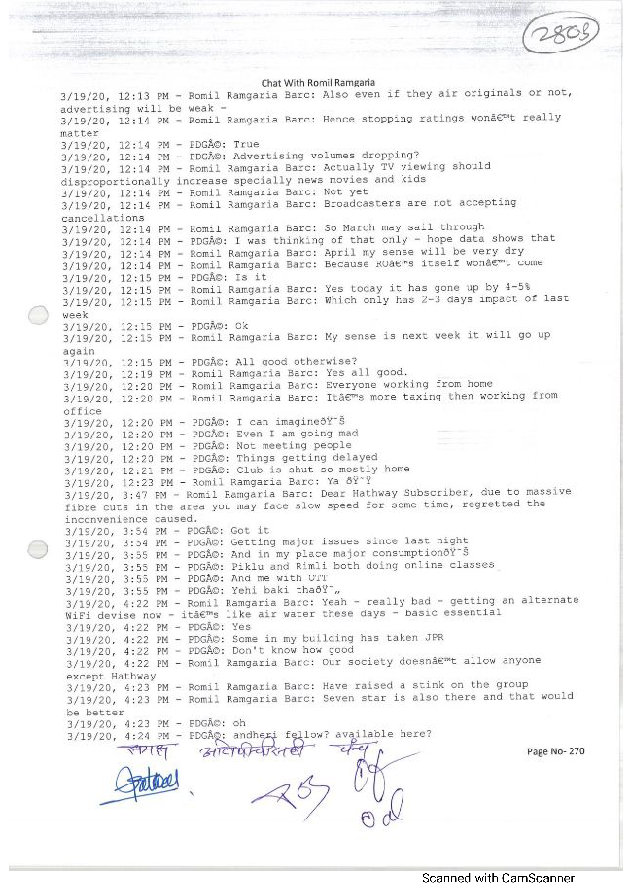 2803
Chat With Romil Ramgaria
3/19/20, 12:13 PM - Romil Ramgaria Barc: Also even if they air originals or not,
advertising will be weak -
3/19/20, 12:14 PM - Romil Ramgaria Barc: Hence stopping ratings wonâ€™t really
matter
3/19/20, 12:14 PM - PDGÂ©: True
3/19/20, 12:14 PM - PDGÂ©: Advertising volumes dropping?
3/19/20, 12:14 PM - Romil Ramgaria Barc: Actually TV viewing should
disproportionally increase specially news movies and kids
3/19/20, 12:14 PM - Romil Ramgaria Barc: Not yet
3/19/20, 12:14 PM - Romil Ramgaria Barc: Broadcasters are not accepting
cancellations
3/19/20, 12:14 PM - Romil Ramgaria Barc: So March may sail through
3/19/20, 12:14 PM - PDGÂ©: I was thinking of that only - hope data shows that
3/19/20, 12:14 PM - Romil Ramgaria Barc: April my sense will be very dry
3/19/20, 12:14 PM - Romil Ramgaria Barc: Because ROâ€™s itself wonâ€™t come
3/19/20, 12:15 PM - PDGÂ©: Is it
3/19/20, 12:15 PM - Romil Ramgaria Barc: Yes today it has gone up by 4-5%
3/19/20, 12:15 PM - Romil Ramgaria Barc: Which only has 2-3 days impact of last
week
3/19/20, 12:15 PM - PDGÂ©: Ok
3/19/20, 12:15 PM - Romil Ramgaria Barc: My sense is next week it will go up
again
3/19/20, 12:15 PM - PDGÂ©: All good otherwise?
3/19/20, 12:19 PM - Romil Ramgaria Barc: Yes all good.
3/19/20, 12:20 PM - Romil Ramgaria Barc: Everyone working from home
3/19/20, 12:20 PM - Romil Ramgaria Barc: Itâ€™s more taxing then working from
office
3/19/20, 12:20 PM - PDGÂ©: I can imagineðŸ˜Š
3/19/20, 12:20 PM - PDGÂ©: Even I am going mad
3/19/20, 12:20 PM - PDGÂ©: Not meeting people
3/19/20, 12:20 PM - PDGÂ©: Things getting delayed
3/19/20, 12:21 PM - PDGÂ©: Club is shut so mostly home
3/19/20, 12:23 PM - Romil Ramgaria Barc: Ya ðŸ˜Ÿ
3/19/20, 3:47 PM - Romil Ramgaria Barc: Dear Hathway Subscriber, due to massive
fibre cuts in the area you may face slow speed for some time, regretted the
inconvenience caused.
3/19/20, 3:54 PM - PDGÂ©: Got it
3/19/20, 3:54 PM - PDGÂ©: Getting major issues since last night
3/19/20, 3:55 PM - PDGÂ©: And in my place major consumptionðŸ˜Š
3/19/20, 3:55 PM - PDGÂ©: Piklu and Rimli both doing online classes
3/19/20, 3:55 PM - PDGÂ©: And me with OTT
3/19/20, 3:55 PM - PDGÂ©: Yehi baki thaðŸ˜„
3/19/20, 4:22 PM - Romil Ramgaria Barc: Yeah - really bad - getting an alternate
WiFi devise now - itâ€™s like air water these days - basic essential
3/19/20, 4:22 PM - PDGÂ©: Yes
3/19/20, 4:22 PM - PDGÂ©: Some in my building has taken JPR
3/19/20, 4:22 PM - PDGÂ©: Don't know how good
3/19/20, 4:22 PM - Romil Ramgaria Barc: Our society doesnâ€™t allow anyone
except Hathway
3/19/20, 4:23 PM - Romil Ramgaria Barc: Have raised a stink on the group
3/19/20, 4:23 PM - Romil Ramgaria Barc: Seven star is also there and that would
be better
3/19/20, 4:23 PM - PDGÂ©: oh
3/19/20, 4:24 PM - PDGÂ©: andheri fellow? available here?
Page No- 270
Scanned with CamScanner